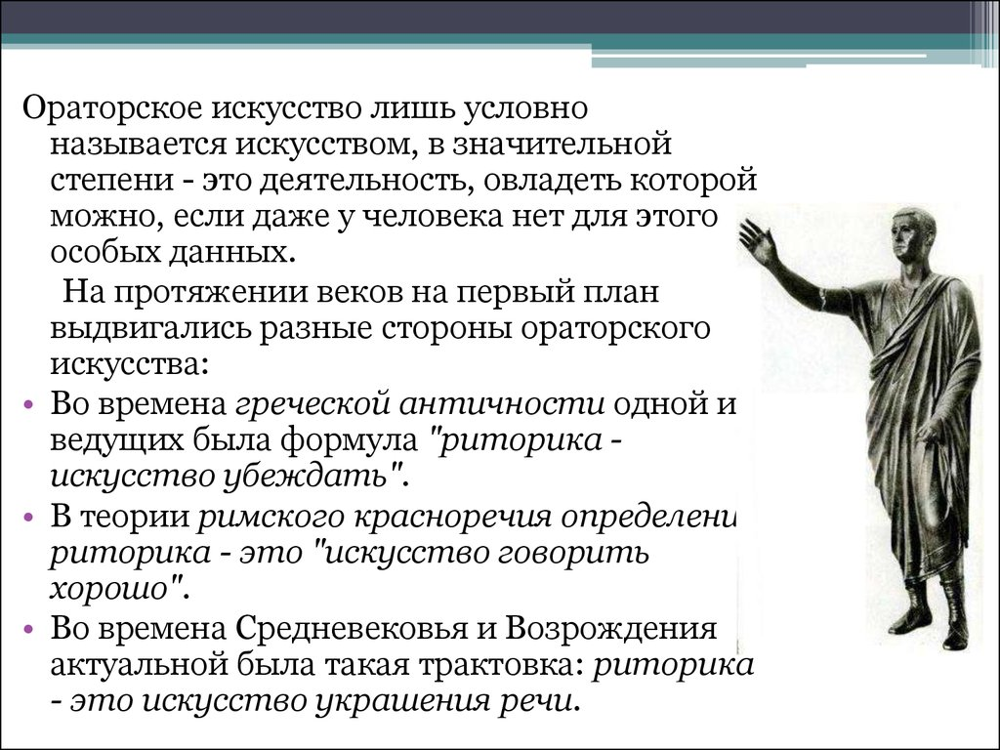 Ораторское искусство лишь условно
называется искусством, в значительной
степени - это деятельность, овладеть которой
можно, если даже у человека нет для этого
особых данных.
На протяжении веков на первый план
выдвигались разные стороны ораторского
искусства:
• Во времена греческой античности одной и
ведущих была формула "риторика -
искусство убеждать".
• В теории римского красноречия определени
риторика - это "искусство говорить
хорошо".
• Во времена Средневековья и Возрождения
актуальной была такая трактовка: риторика
- это искусство украшения речи.